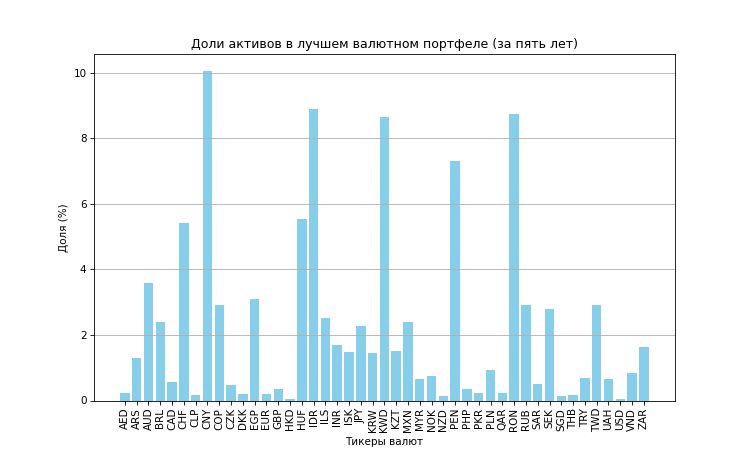 Доли активов в лучшем валютном портфеле (за пять лет)
Доля (%)
10
8
6
4
2
0
AED ARS AUD BRL CAD CHF CLP CNY COP CZK DKK EGP EUR GBP HKD HUF IDR ILS INR ISK JPY KRW KWD KZT MXN MYR NOK NZD PEN PHP PKR PLN QAR RON RUB SAR SEK SGD THB TRY TWD UAH USD VND ZAR
Тикеры валют